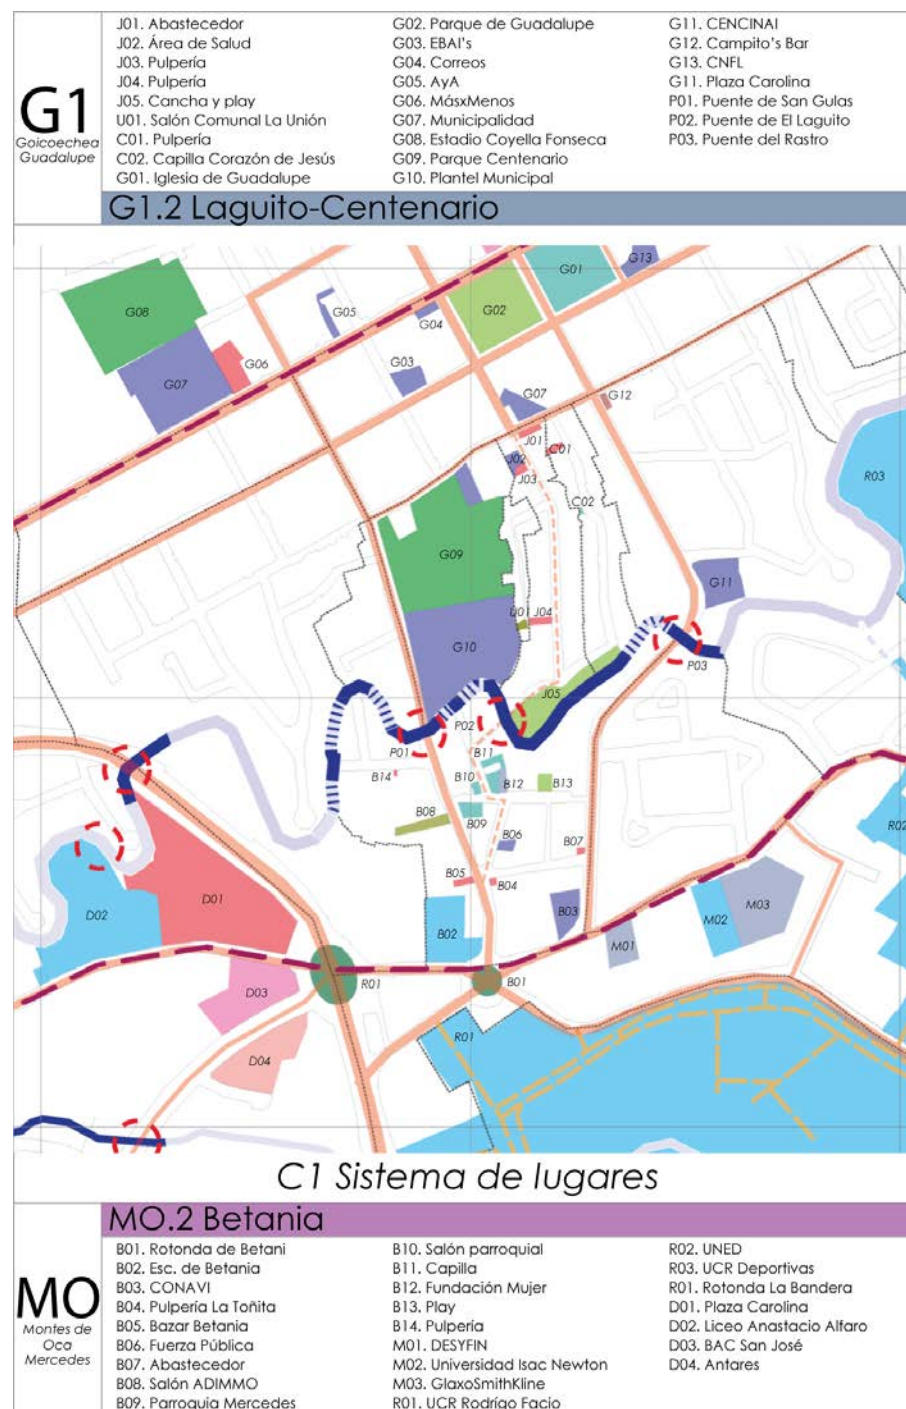 J01. Abastecedor
J02. Área de Salud
J03. Pulpería
J04. Pulpería
J05. Cancha y play
U01. Salón Comunal La Unión
C01. Pulpería
C02. Capilla Corazón de Jesús
G01. Iglesia de Guadalupe
G02. Parque de Guadalupe
G03. EBAI's
G04. Correos
G05. AyA
G06. MásxMenos
G07. Municipalidad
G08. Estadio Coyella Fonseca
G09. Parque Centenario
G10. Plantel Municipal
G11. CENCINAI
G12. Campito's Bar
G13. CNFL
G11. Plaza Carolina
P01. Puente de San Gulas
P02. Puente de El Laguito
P03. Puente del Rastro
G1
Goicoechea
Guadalupe
G1.2 Laguito-Centenario
G13
G01
G02
G08
G05
G04
G06
G03
G07
G07
G12
J01
C01
J02
J03
R03
C02
G09
G11
U01
J04
G10
P03
J05
P02
P01
B11
B14
B10
B12
B13
B08
B09
R02
B06
B07
B05
B04
D01
D02
B03
M02
M03
B02
M01
R01
B01
D03
R01
D04
C1 Sistema de lugares
MO.2 Betania
MO
Montes de
Oca
Mercedes
B01. Rotonda de Betani
B02. Esc. de Betania
B03. CONAVI
B04. Pulpería La Toñita
B05. Bazar Betania
B06. Fuerza Pública
B07. Abastecedor
B08. Salón ADIMMO
B09. Parroquia Mercedes
B10. Salón parroquial
B11. Capilla
B12. Fundación Mujer
B13. Play
B14. Pulpería
M01. DESYFIN
M02. Universidad Isac Newton
M03. GlaxoSmithKline
R01. UCR Rodrigo Facio
R02. UNED
R03. UCR Deportivas
R01. Rotonda La Bandera
D01. Plaza Carolina
D02. Liceo Anastacio Alfaro
D03. BAC San José
D04. Antares